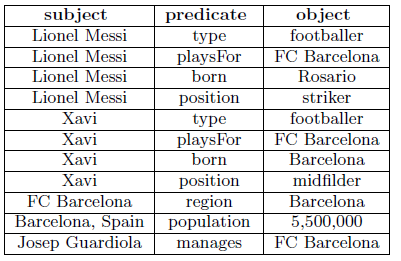 subject predicate object
Lionel Messi type footballer
Lionel Messi playsFor FC Barcelona
Lionel Messi born Rosario
Lionel Messi position striker
Xavi type footballer
Xavi playsFor FC Barcelona
Xavi born Barcelona
Xavi position midfilder
FC Barcelona region Barcelona
Barcelona, Spain population 5,500,000
Josep Guardiola manages FC Barcelona